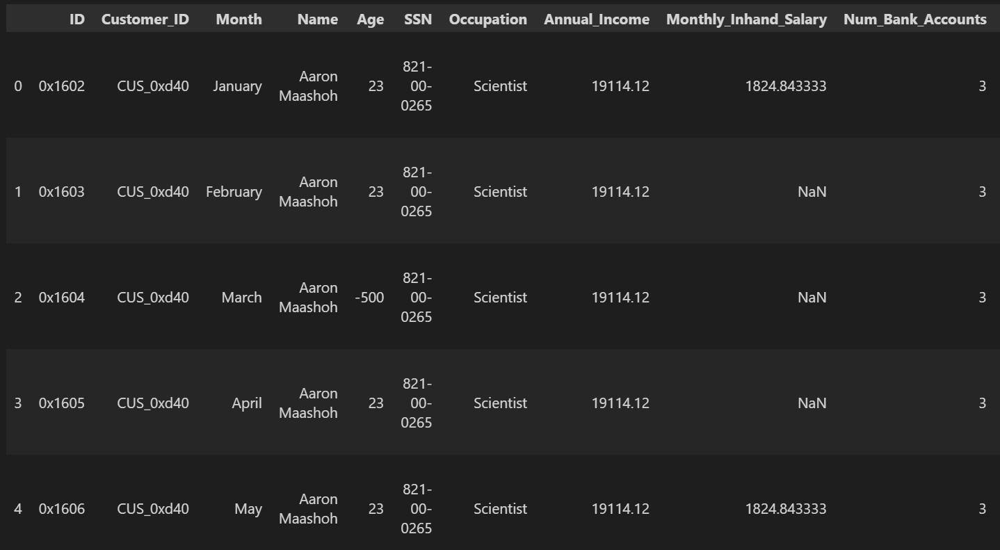 ID Customer_ID Month Name Age SSN Occupation Annual_Income Monthly_Inhand_Salary Num_Bank_Accounts
0 0x1602 CUS_0xd40 January Aaron Maashoh 23 821-00-0265 Scientist 19114.12 1824.843333 3
1 0x1603 CUS_0xd40 February Aaron Maashoh 23 821-00-0265 Scientist 19114.12 NaN 3
2 0x1604 CUS_0xd40 March Aaron Maashoh -500 821-00-0265 Scientist 19114.12 NaN 3
3 0x1605 CUS_0xd40 April Aaron Maashoh 23 821-00-0265 Scientist 19114.12 NaN 3
4 0x1606 CUS_0xd40 May Aaron Maashoh 23 821-00-0265 Scientist 19114.12 1824.843333 3